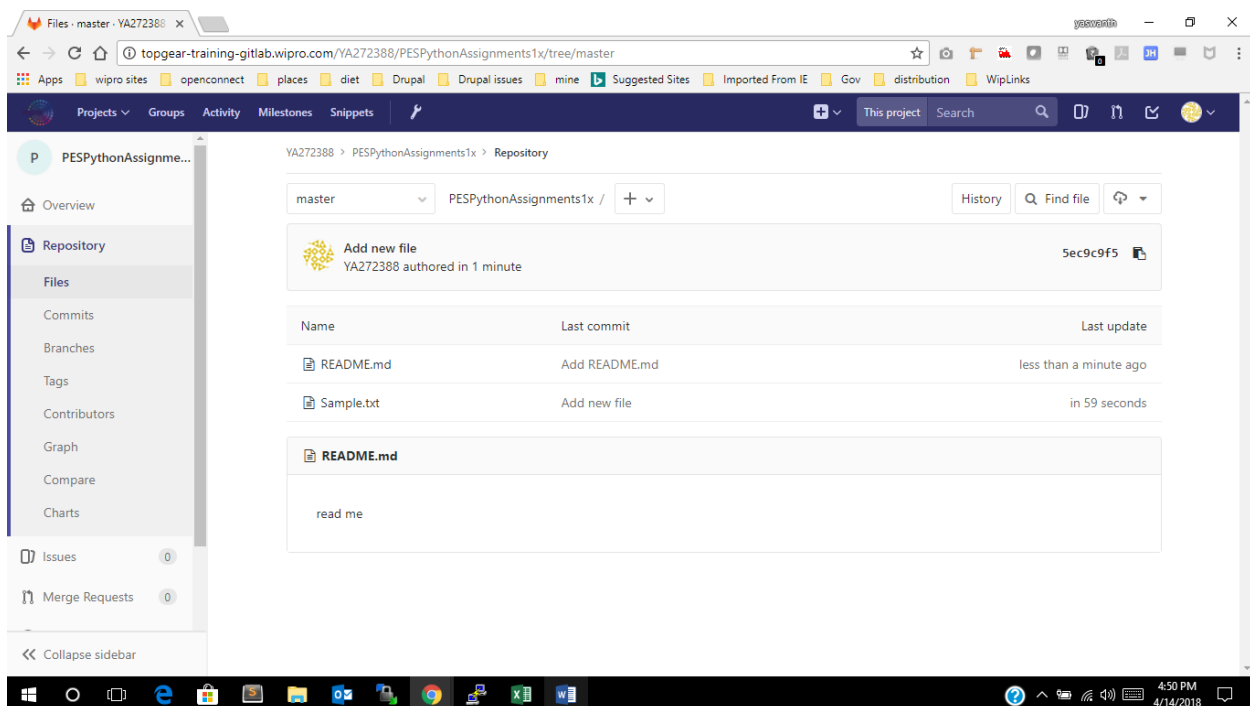 Files · master · YA272388
yaswanth
topgear-training-gitlab.wipro.com/YA272388/PESPythonAssignments1x/tree/master
Apps wipro sites openconnect places diet Drupal Drupal issues mine Suggested Sites Imported From IE Gov distribution WipLinks
Projects Groups Activity Milestones Snippets This project Search
P PESPythonAssignme...
YA272388 > PESPythonAssignments1x > Repository
Overview
master PESPythonAssignments1x / + History Find file
Repository
Add new file
YA272388 authored in 1 minute
5ec9c9f5
Files
Commits
Branches
Tags
Contributors
Graph
Compare
Charts
Issues 0
Merge Requests 0
Collapse sidebar
Name Last commit Last update
README.md Add README.md less than a minute ago
Sample.txt Add new file in 59 seconds
README.md
read me
4:50 PM
4/14/2018